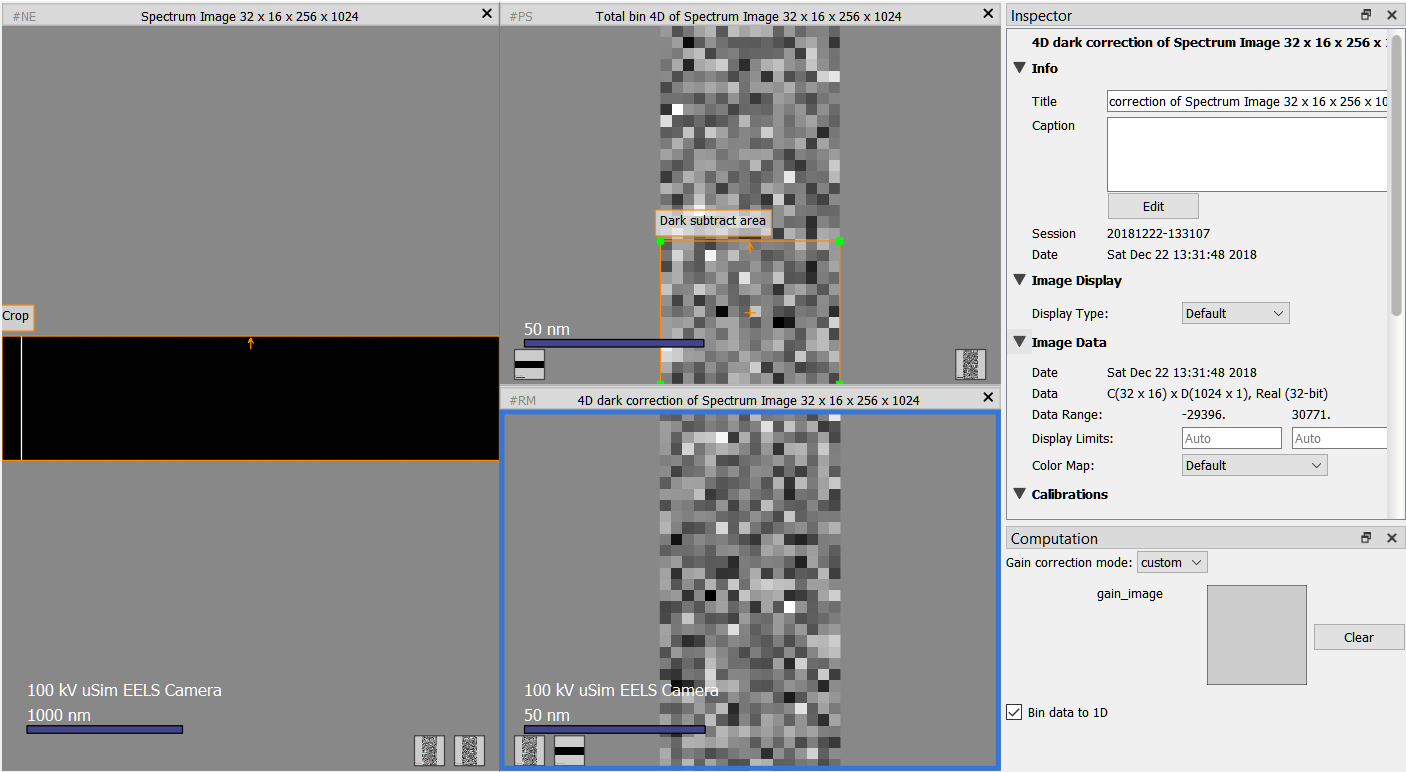 #NE
Spectrum Image 32 x 16 x 256 x 1024
Crop
100 kV uSim EELS Camera
1000 nm
#PS
Total bin 4D of Spectrum Image 32 x 16 x 256 x 1024
Dark subtract area
50 nm
#RM
4D dark correction of Spectrum Image 32 x 16 x 256 x 1024
100 kV uSim EELS Camera
50 nm
Inspector
4D dark correction of Spectrum Image 32 x 16 x 256 x 1
Info
Title correction of Spectrum Image 32 x 16 x 256 x 10
Caption
Edit
Session 20181222-133107
Date Sat Dec 22 13:31:48 2018
Image Display
Display Type: Default
Image Data
Date Sat Dec 22 13:31:48 2018
Data C(32 x 16) x D(1024 x 1), Real (32-bit)
Data Range: -29396. 30771.
Display Limits: Auto Auto
Color Map: Default
Calibrations
Computation
Gain correction mode: custom
gain_image
Clear
Bin data to 1D